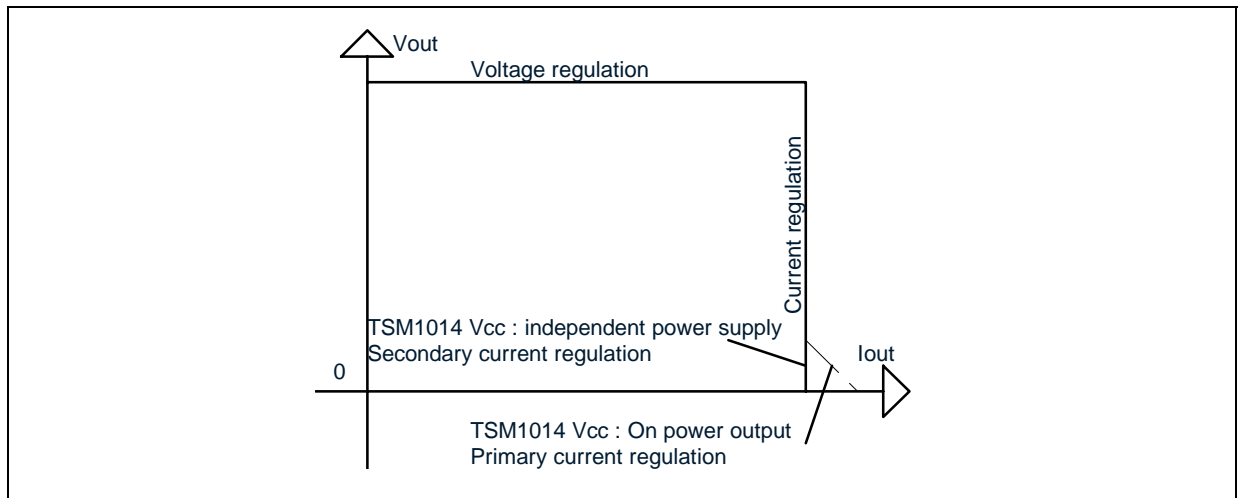 Vout
Voltage regulation
Current regulation
TSM1014 Vcc : independent power supply
Secondary current regulation
0
Iout
TSM1014 Vcc : On power output
Primary current regulation